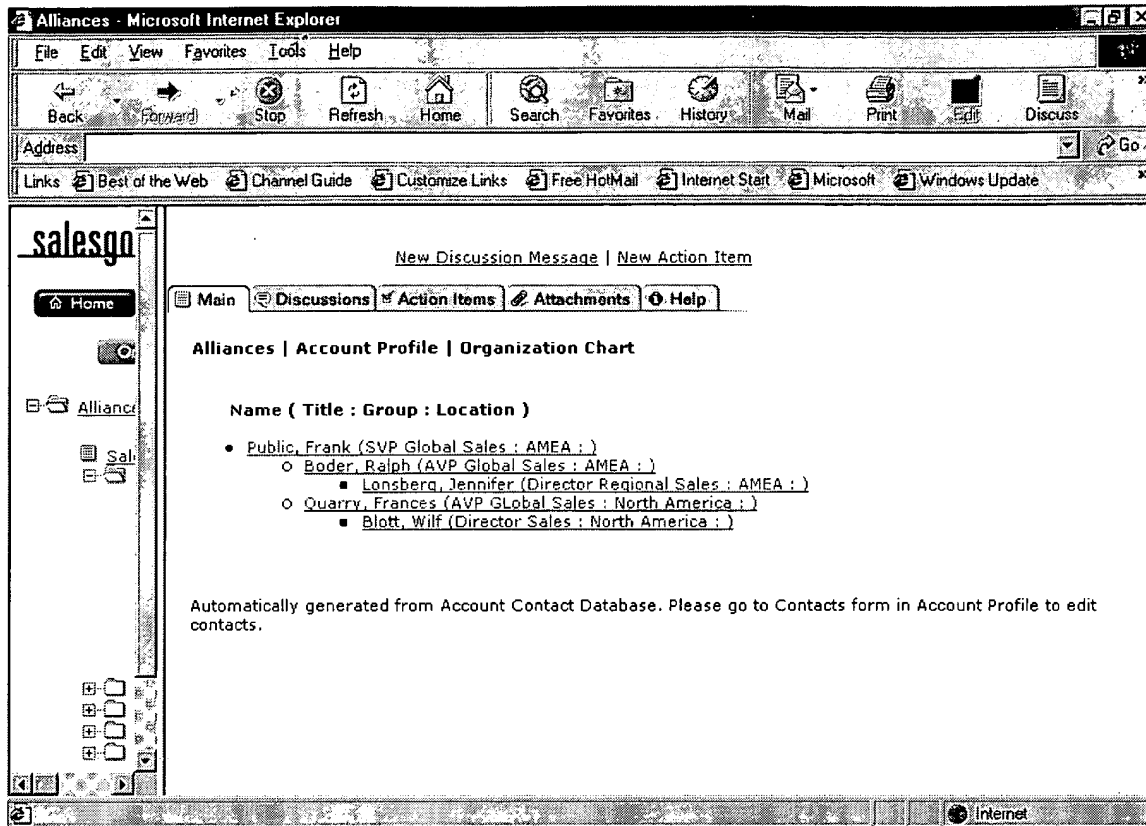 Alliances - Microsoft Internet Explorer
File Edit View Favorites Tools Help
Back Forward Stop Refresh Home Search Favorites History Mail Print Edit Discuss
Address Go
Links Best of the Web Channel Guide Customize Links Free HotMail Internet Start Microsoft Windows Update
salesgo
New Discussion Message | New Action Item
Home Main Discussions Action Items Attachments Help
Alliances | Account Profile | Organization Chart
Alliance
Name ( Title : Group : Location )
Public, Frank (SVP Global Sales : AMEA : )
Sal
Boder, Ralph (AVP Global Sales : AMEA : )
Lonsberg, Jennifer (Director Regional Sales : AMEA : )
Quarry, Frances (AVP GLobal Sales : North America : )
Blott, Wilf (Director Sales : North America : )
Automatically generated from Account Contact Database. Please go to Contacts form in Account Profile to edit
contacts.
Internet